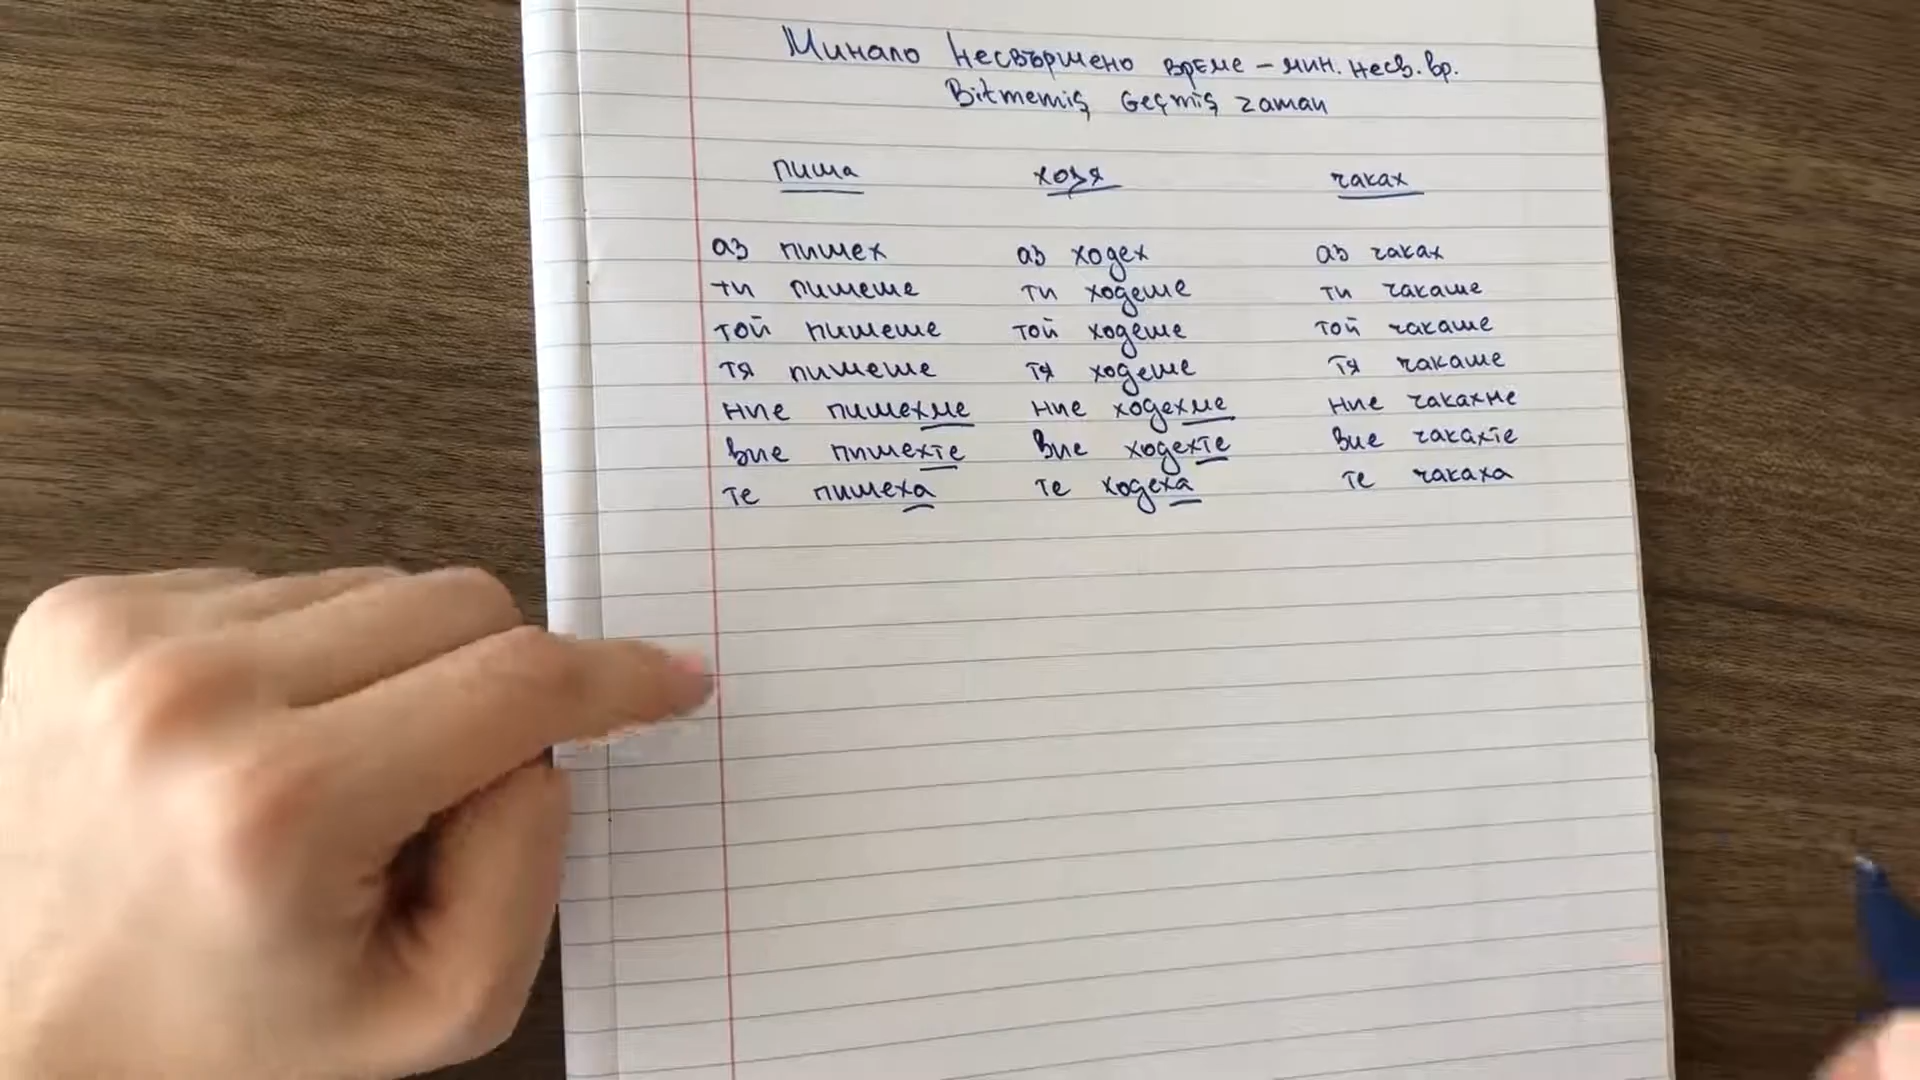 Минало Несвършено време - мин. несв. вр.
Bitmemiş Geçmiş zaman
пиша ходя чаках
аз пишех аз ходех аз чаках
ти пишеше ти ходеше ти чакаше
той пишеше той ходеше той чакаше
тя пишеше тя ходеше тя чакаше
ние пишехме ние ходехме ние чакахме
вие пишехте вие ходехте вие чакахте
те пишеха те ходеха те чакаха